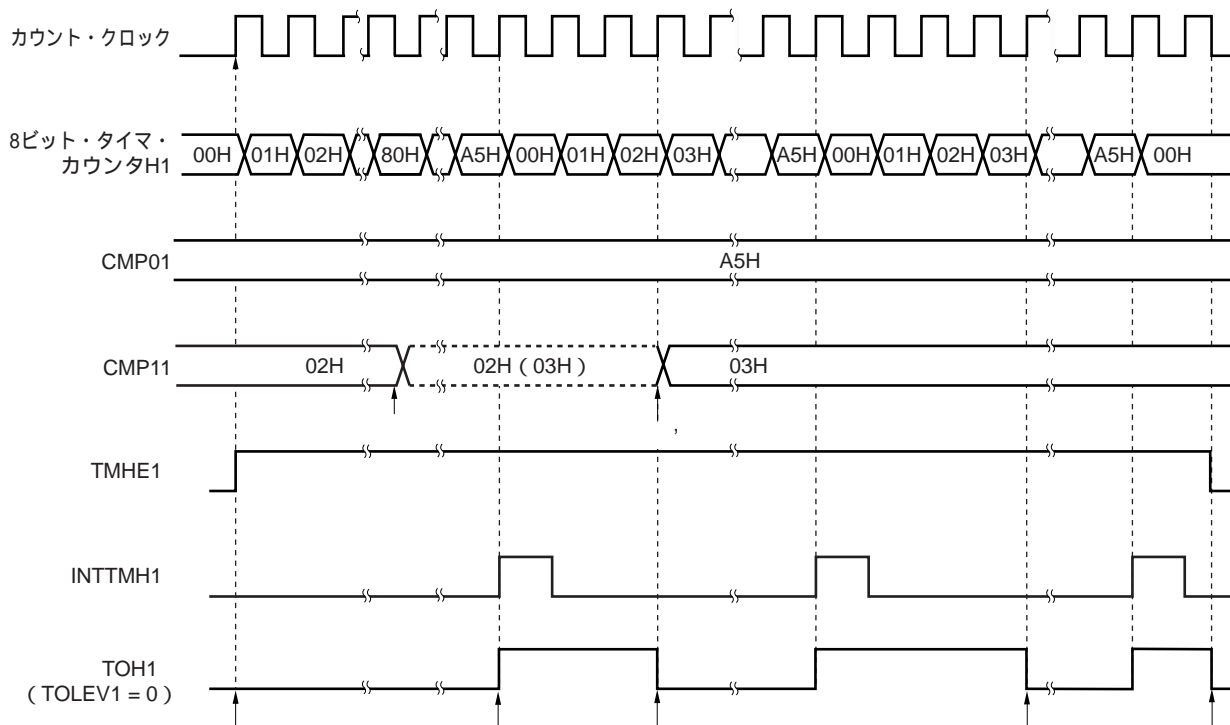 カウント・クロック
8ビット・タイマ・
カウンタH1
00H 01H 02H 80H A5H 00H 01H 02H 03H A5H 00H 01H 02H 03H A5H 00H
CMP01
A5H
CMP11
02H 02H ( 03H ) 03H
,
TMHE1
INTTMH1
TOH1
( TOLEV1 = 0 )